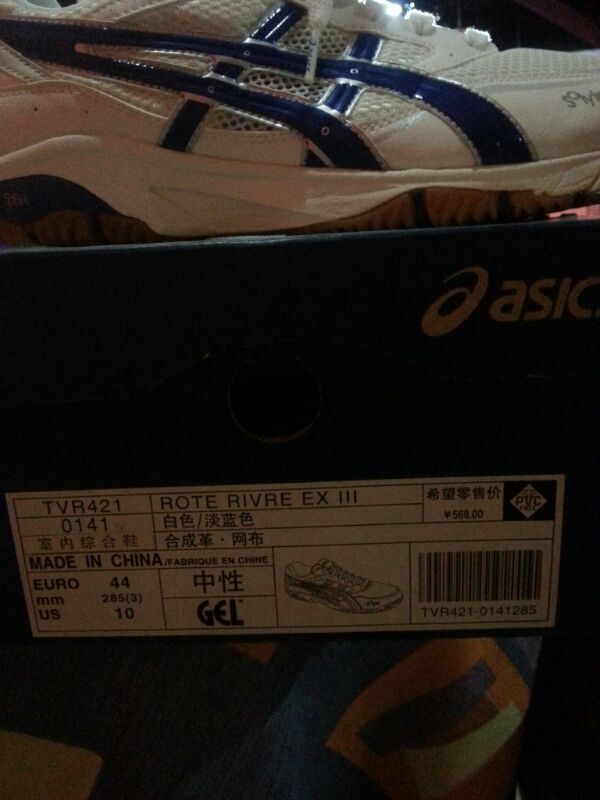 asics
TVR421
ROTE RIVRE EX III
希望零售价
¥568.00
PVC
0141
白色/淡蓝色
室内综合鞋
合成革·网布
MADE IN CHINA/FABRIQUE EN CHINE
EURO 44
mm 285(3)
US 10
中性
GEL
TVR421-0141285